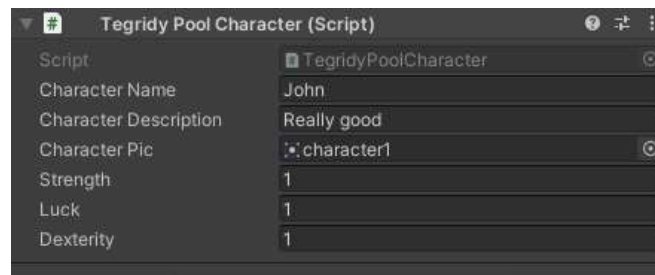 Tegridy Pool Character (Script)
Script TegridyPoolCharacter
Character Name John
Character Description Really good
Character Pic character1
Strength 1
Luck 1
Dexterity 1